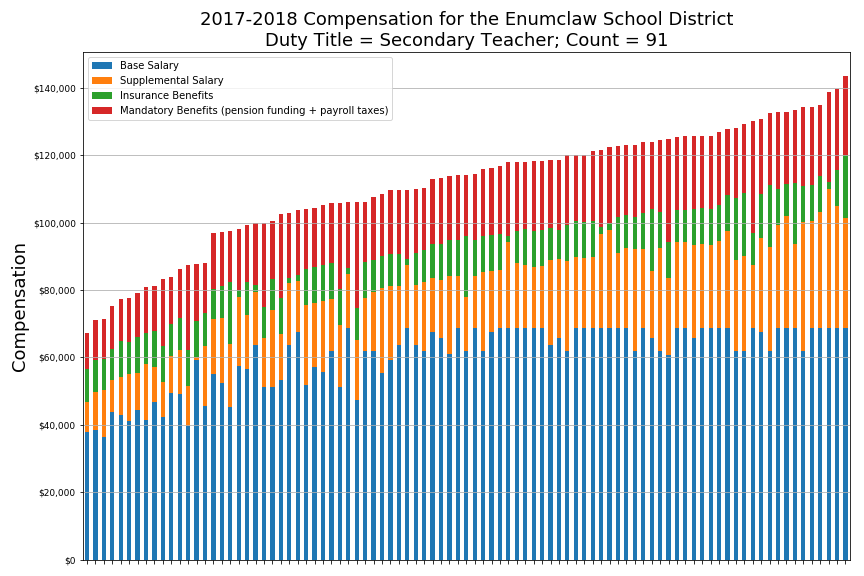 2017-2018 Compensation for the Enumclaw School District
Duty Title = Secondary Teacher; Count = 91
Base Salary
Supplemental Salary
Insurance Benefits
Mandatory Benefits (pension funding + payroll taxes)
$140,000
$120,000
$100,000
$80,000
$60,000
$40,000
$20,000
$0
Compensation